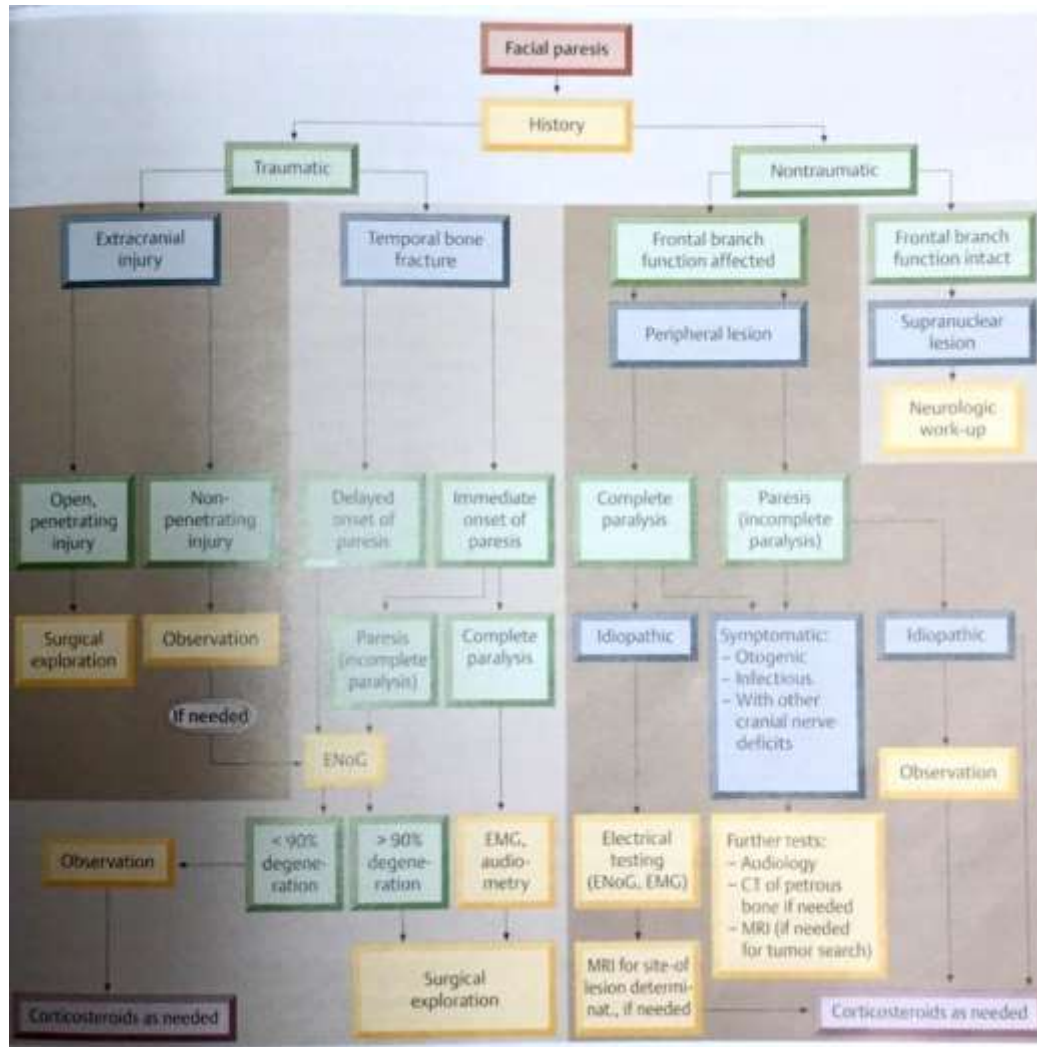 Facial paresis
History
Traumatic
Nontraumatic
Extracranial
injury
Temporal bone
fracture
Frontal branch
function affected
Frontal branch
function intact
Peripheral lesion
Supranuclear
lesion
Neurologic
work-up
Open,
penetrating
injury
Non-
penetrating
injury
Delayed
onset of
paresis
Immediate
onset of
paresis
Complete
paralysis
Paresis
(incomplete
paralysis)
Surgical
exploration
Observation
If needed
Paresis
(incomplete
paralysis)
Complete
paralysis
Idiopathic
Symptomatic:
– Otogenic
– Infectious
– With other
cranial nerve
deficits
Idiopathic
ENoG
Observation
Observation
< 90%
degene-
ration
> 90%
degene-
ration
EMG,
audio-
metry
Electrical
testing
(ENoG, EMG)
Further tests:
– Audiology
– CT of petrous
bone if needed
– MRI (if needed
for tumor search)
Surgical
exploration
MRI for site-of
lesion determi-
nat., if needed
Corticosteroids as needed
Corticosteroids as needed